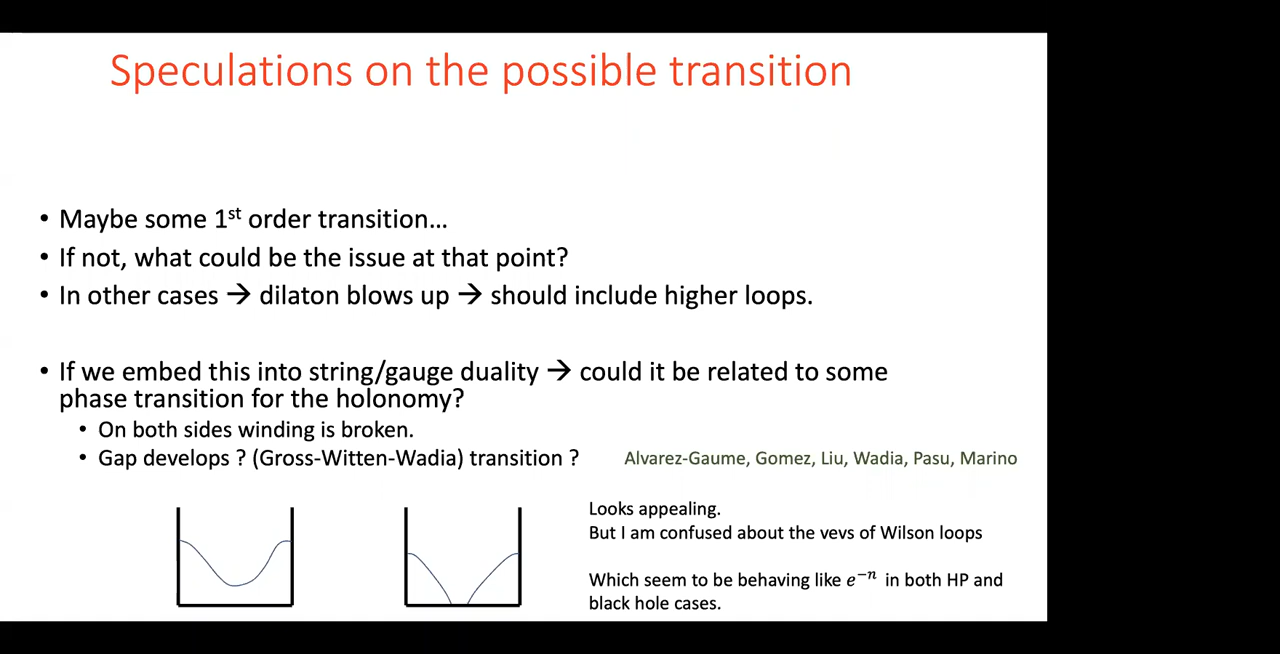 Speculations on the possible transition
• Maybe some 1st order transition…
• If not, what could be the issue at that point?
• In other cases → dilaton blows up → should include higher loops.
• If we embed this into string/gauge duality → could it be related to some
phase transition for the holonomy?
• On both sides winding is broken.
• Gap develops ? (Gross-Witten-Wadia) transition ?
Alvarez-Gaume, Gomez, Liu, Wadia, Pasu, Marino
Looks appealing.
But I am confused about the vevs of Wilson loops
Which seem to be behaving like e⁻ⁿ in both HP and
black hole cases.